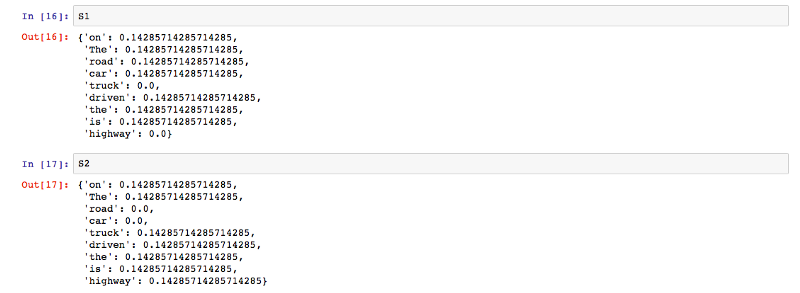 In [16]: S1
Out[16]: {'on': 0.14285714285714285,
'The': 0.14285714285714285,
'road': 0.14285714285714285,
'car': 0.14285714285714285,
'truck': 0.0,
'driven': 0.14285714285714285,
'the': 0.14285714285714285,
'is': 0.14285714285714285,
'highway': 0.0}
In [17]: S2
Out[17]: {'on': 0.14285714285714285,
'The': 0.14285714285714285,
'road': 0.0,
'car': 0.0,
'truck': 0.14285714285714285,
'driven': 0.14285714285714285,
'the': 0.14285714285714285,
'is': 0.14285714285714285,
'highway': 0.14285714285714285}